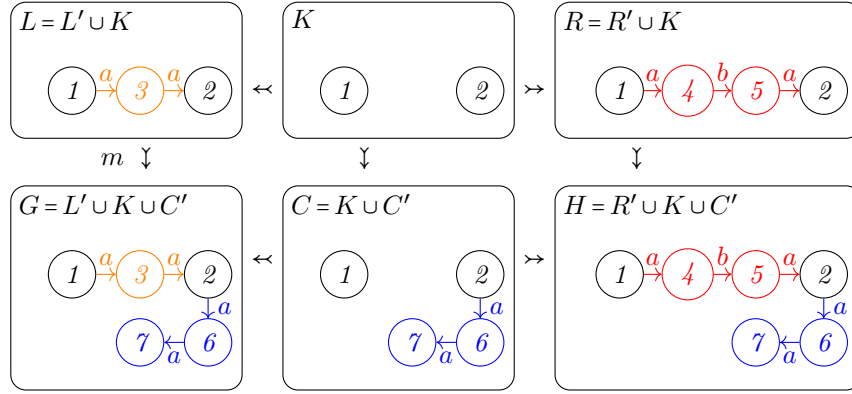 L = L′ ∪ K
1 a 3 a 2
K
1 2
R = R′ ∪ K
1 a 4 b 5 a 2
m
G = L′ ∪ K ∪ C′
1 a 3 a 2
a
7 a 6
C = K ∪ C′
1 2
a
7 a 6
H = R′ ∪ K ∪ C′
1 a 4 b 5 a 2
a
7 a 6